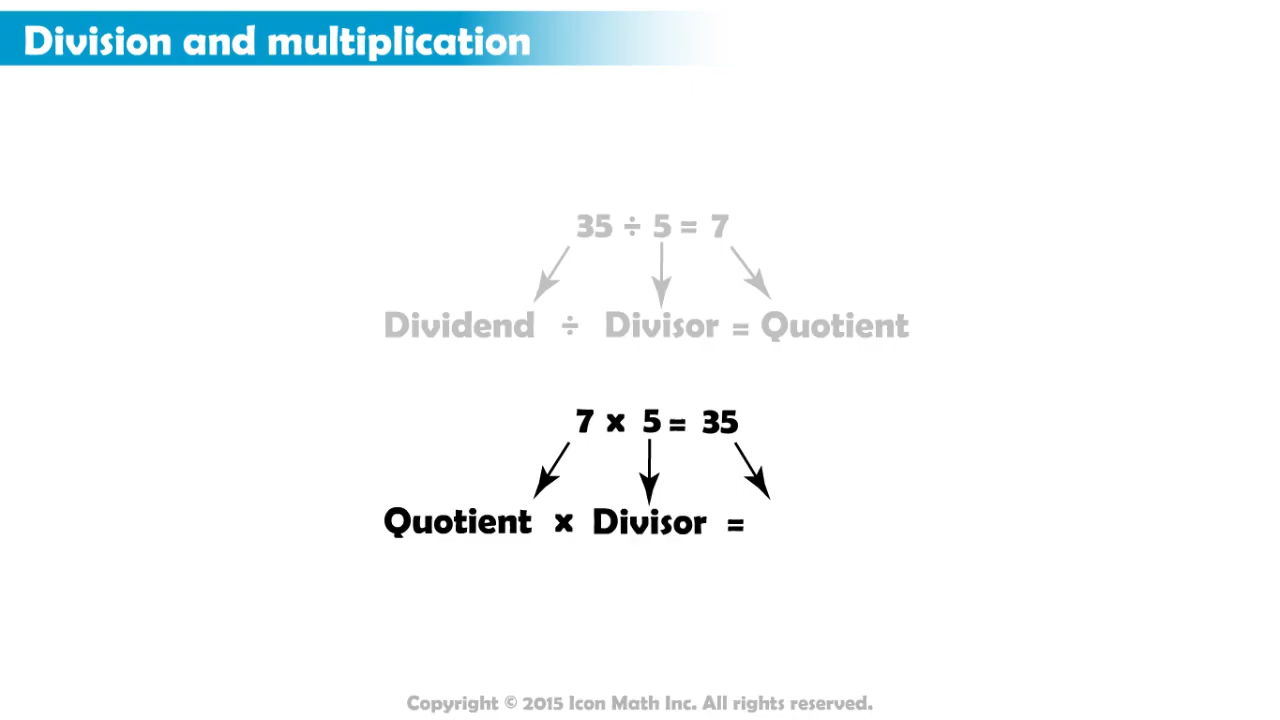 Division and multiplication
35 ÷ 5 = 7
Dividend ÷ Divisor = Quotient
7 x 5 = 35
Quotient x Divisor =
Copyright © 2015 Icon Math Inc. All rights reserved.